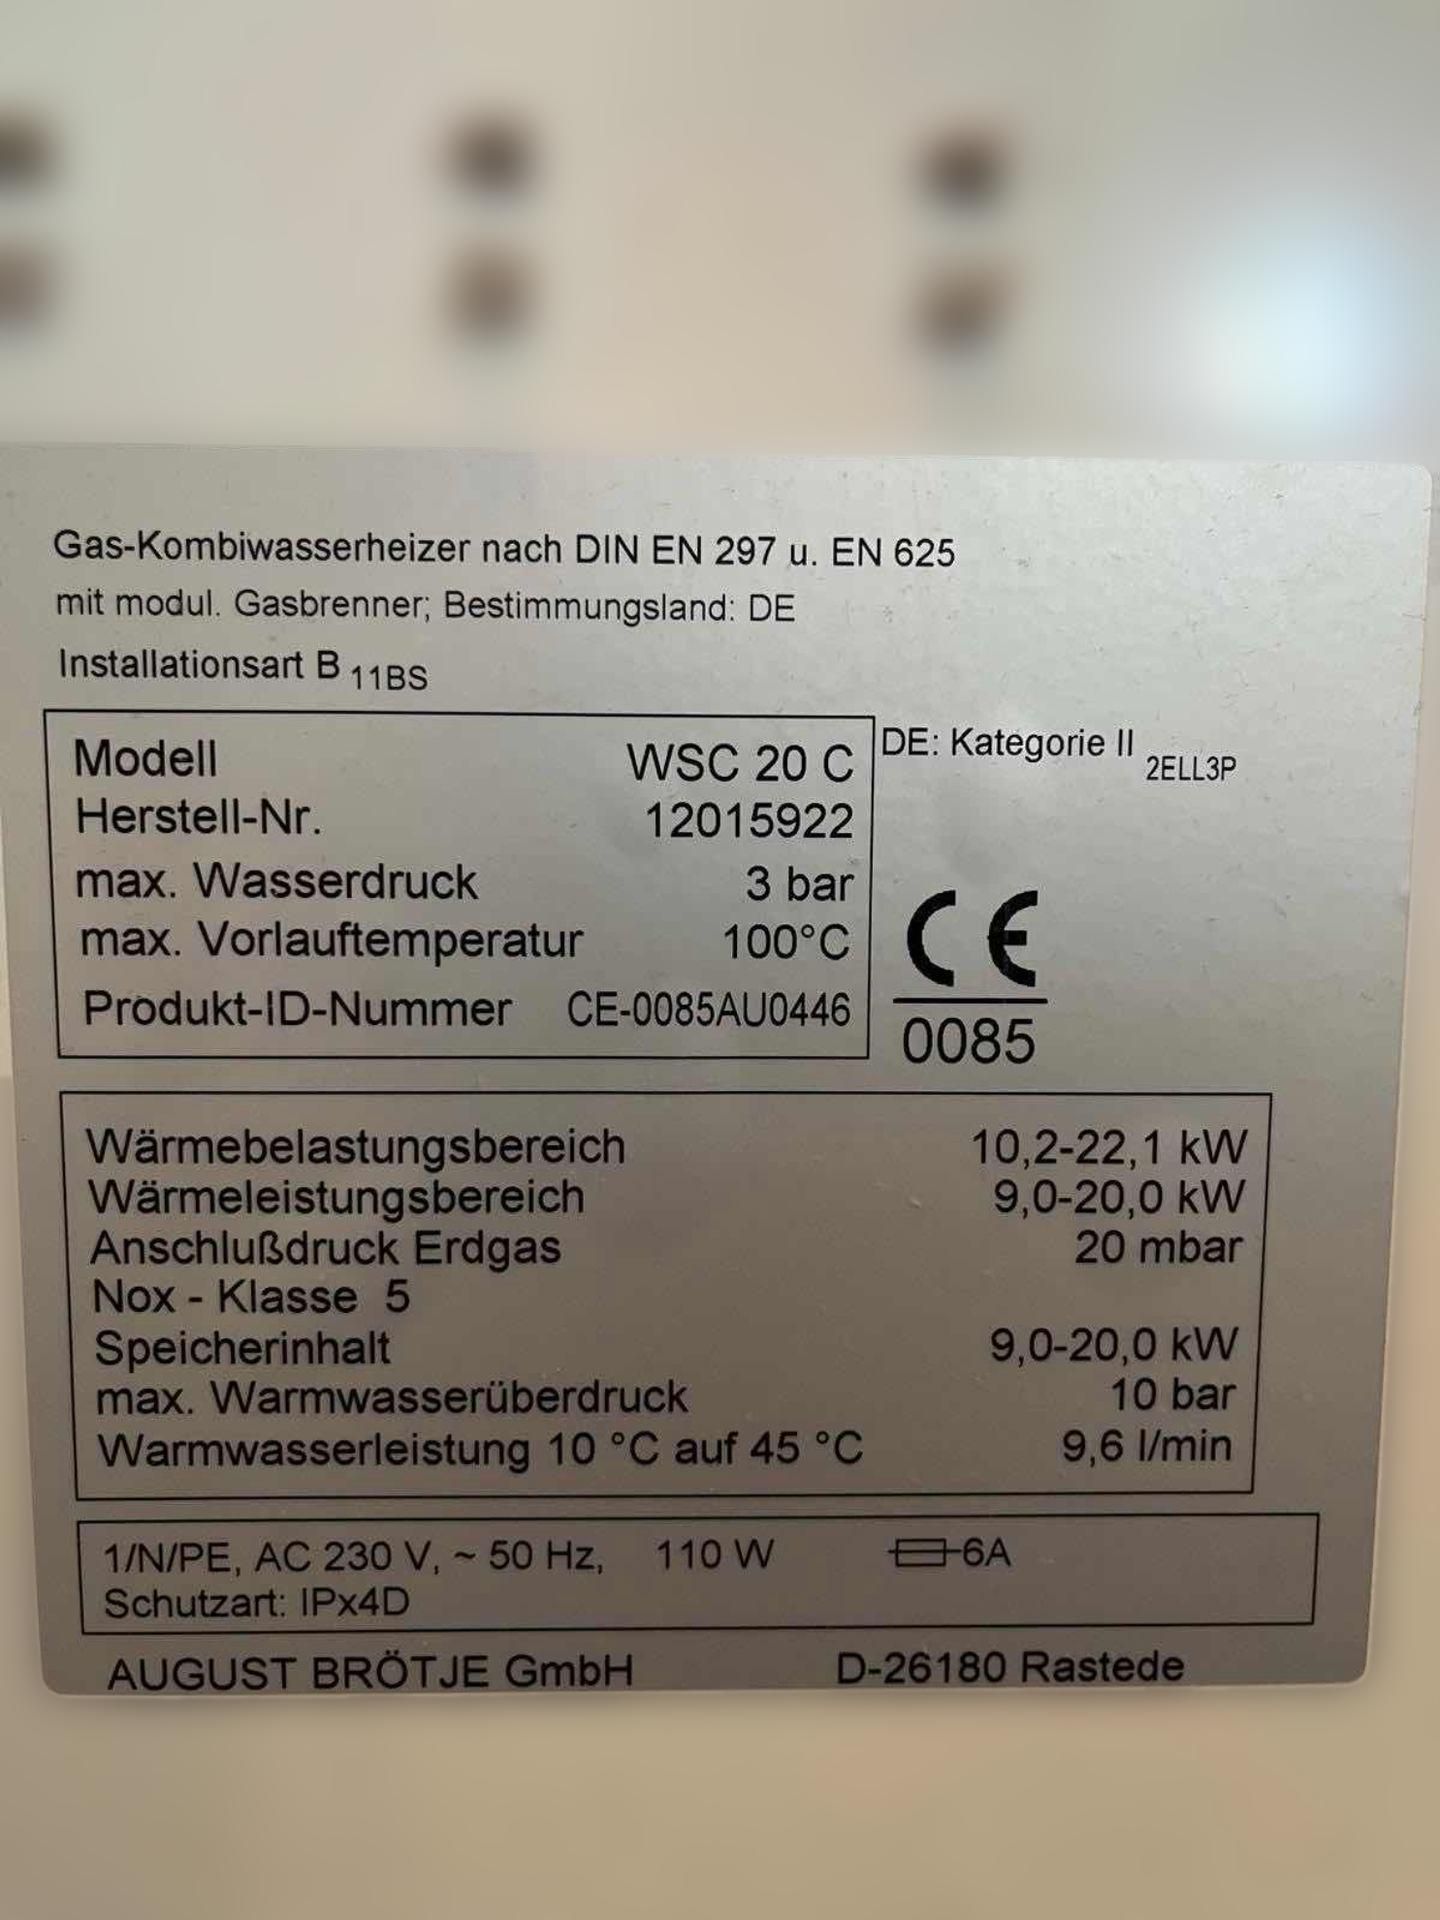 Gas-Kombiwasserheizer nach DIN EN 297 u. EN 625
mit modul. Gasbrenner; Bestimmungsland: DE
Installationsart B 11BS
Modell WSC 20 C
DE: Kategorie II 2ELL3P
Herstell-Nr. 12015922
max. Wasserdruck 3 bar
max. Vorlauftemperatur 100°C
Produkt-ID-Nummer CE-0085AU0446
CE
0085
Wärmebelastungsbereich 10,2-22,1 kW
Wärmeleistungsbereich 9,0-20,0 kW
Anschlußdruck Erdgas 20 mbar
Nox - Klasse 5
Speicherinhalt 9,0-20,0 kW
max. Warmwasserüberdruck 10 bar
Warmwasserleistung 10 °C auf 45 °C 9,6 l/min
1/N/PE, AC 230 V, ~ 50 Hz, 110 W 6A
Schutzart: IPx4D
AUGUST BRÖTJE GmbH D-26180 Rastede